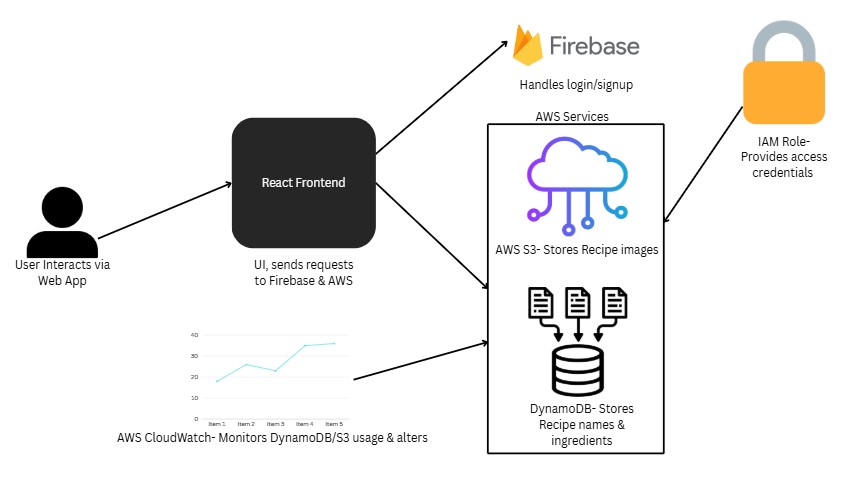 Firebase
Handles login/signup
AWS Services
IAM Role-
Provides access
credentials
React Frontend
AWS S3- Stores Recipe images
User Interacts via
Web App
UI, sends requests
to Firebase & AWS
40
30
20
10
0
Item 1 Item 2 Item 3 Item 4 Item 5
AWS CloudWatch- Monitors DynamoDB/S3 usage & alters
DynamoDB- Stores
Recipe names &
ingredients